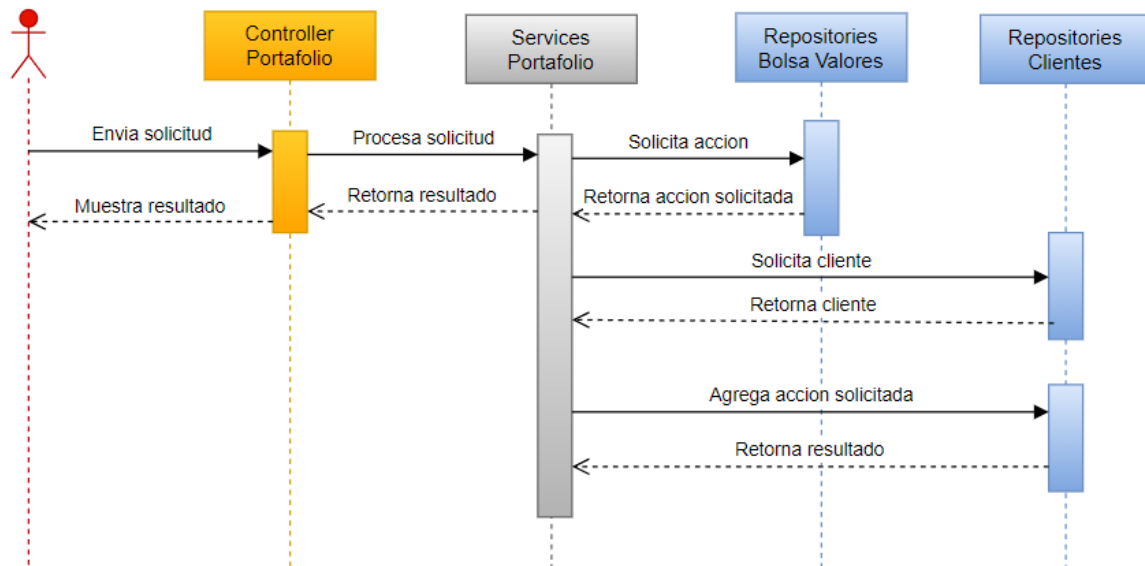 Controller
Portafolio
Services
Portafolio
Repositories
Bolsa Valores
Repositories
Clientes
Envia solicitud
Procesa solicitud
Solicita accion
Muestra resultado
Retorna resultado
Retorna accion solicitada
Solicita cliente
Retorna cliente
Agrega accion solicitada
Retorna resultado